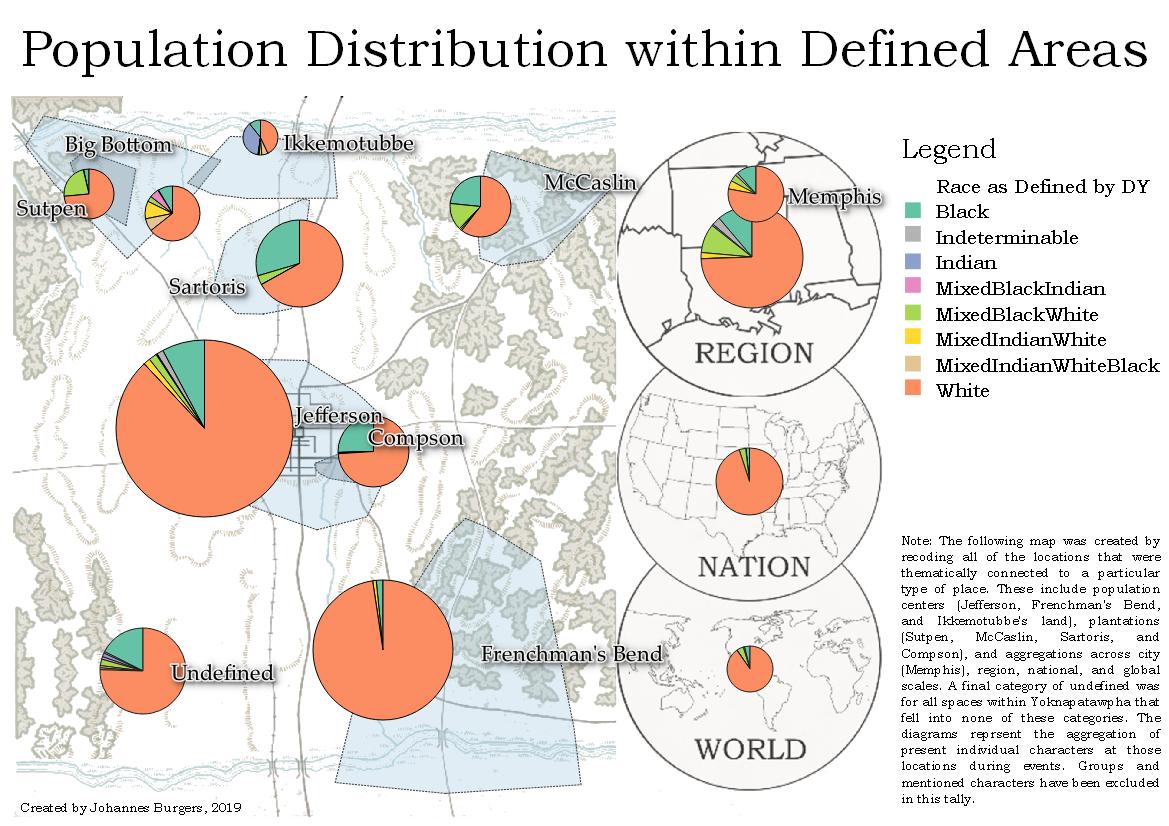 Population Distribution within Defined Areas
Big Bottom
Ikkemotubbe
McCaslin
Sutpen
Memphis
Sartoris
REGION
Jefferson
Compson
NATION
Frenchman's Bend
Undefined
WORLD
Created by Johannes Burgers, 2019
Legend
Race as Defined by DY
Black
Indeterminable
Indian
MixedBlackIndian
MixedBlackWhite
MixedIndianWhite
MixedIndianWhiteBlack
White
Note: The following map was created by
recoding all of the locations that were
thematically connected to a particular
type of place. These include population
centers (Jefferson, Frenchman's Bend,
and Ikkemotubbe's land), plantations
(Sutpen, McCaslin, Sartoris, and
Compson), and aggregations across city
(Memphis), region, national, and global
scales. A final category of undefined was
for all spaces within Yoknapatawpha that
fell into none of these categories. The
diagrams reprsent the aggregation of
present individual characters at those
locations during events. Groups and
mentioned characters have been excluded
in this tally.